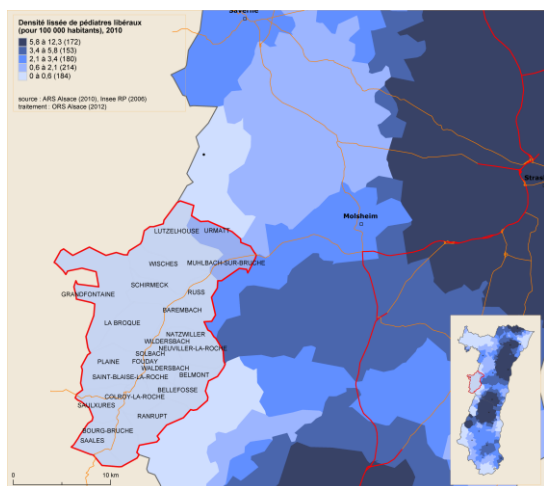 Saverne
Densité lissée de pédiatres libéraux
(pour 100 000 habitants), 2010
5,8 à 12,3 (172)
3,4 à 5,8 (153)
2,1 à 3,4 (180)
0,6 à 2,1 (214)
0 à 0,6 (184)
source : ARS Alsace (2010), Insee RP (2006)
traitement : ORS Alsace (2012)
Stras
Molsheim
LUTZELHOUSE
URMATT
WISCHES
MUHLBACH-SUR-BRUCHE
SCHIRMECK
GRANDFONTAINE
RUSS
BAREMBACH
LA BROQUE
NATZWILLER
WILDERSBACH
NEUVILLER-LA-ROCHE
SOLBACH
PLAINE
FOUDAY
WALDERSBACH
SAINT-BLAISE-LA-ROCHE
BELMONT
BELLEFOSSE
COLROY-LA-ROCHE
SAULXURES
RANRUPT
BOURG-BRUCHE
SAALES
0
10 km